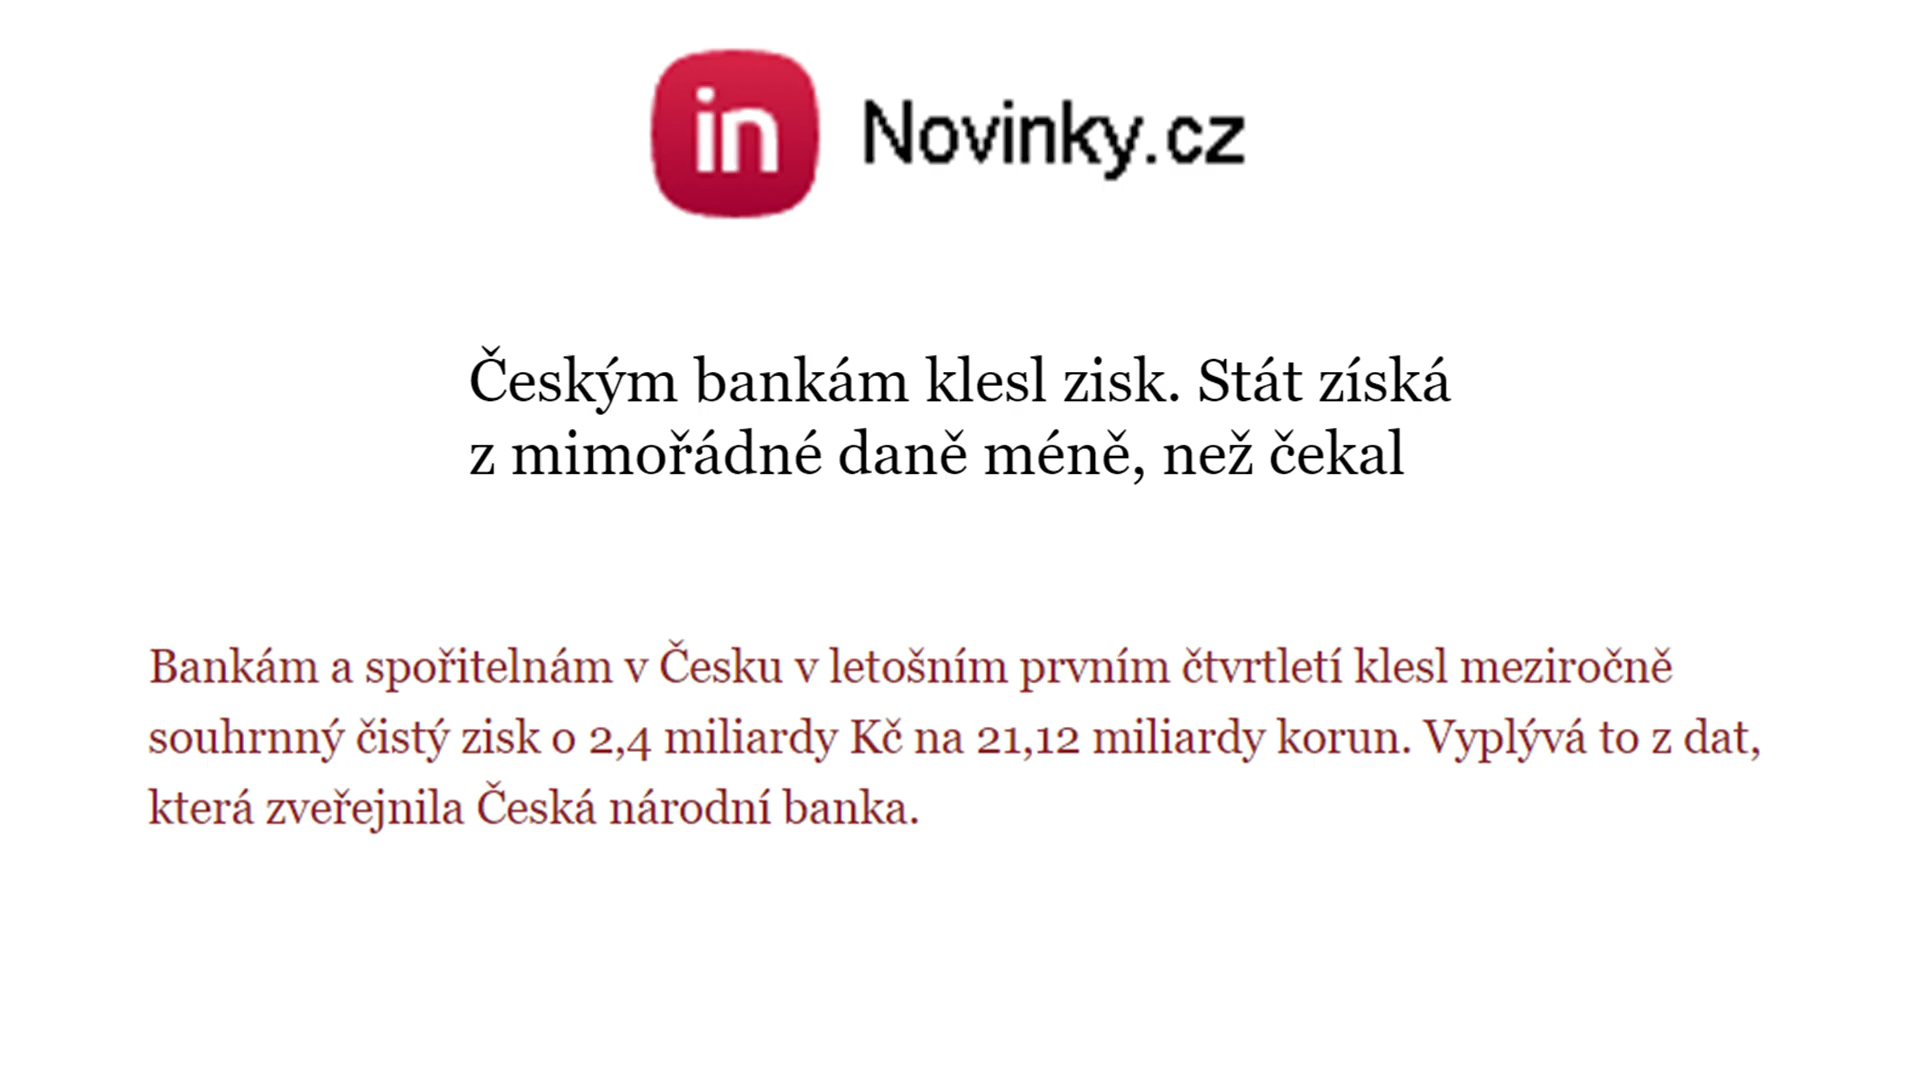 in Novinky.cz
Českým bankám klesl zisk. Stát získá
z mimořádné daně méně, než čekal
Bankám a spořitelnám v Česku v letošním prvním čtvrtletí klesl meziročně
souhrnný čistý zisk o 2,4 miliardy Kč na 21,12 miliardy korun. Vyplývá to z dat,
která zveřejnila Česká národní banka.